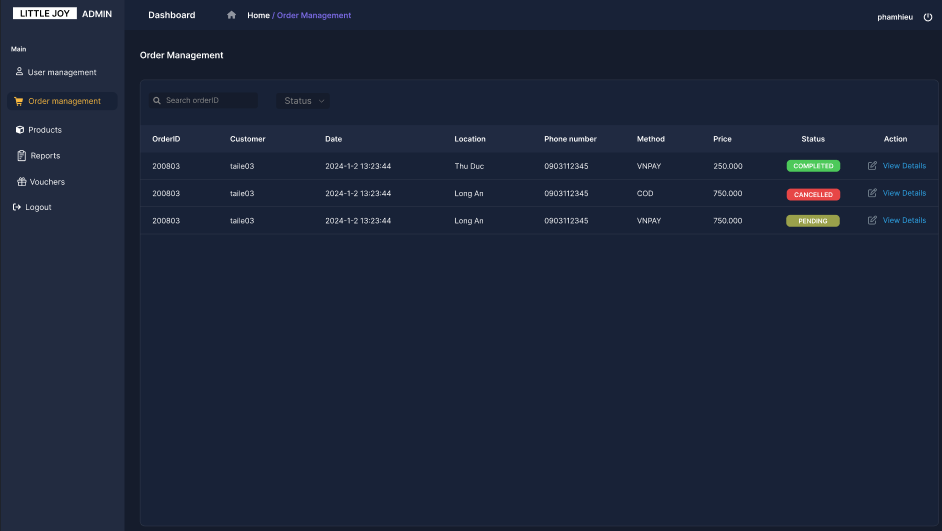 LITTLE JOY ADMIN
Dashboard
Home / Order Management
phamhieu
Main
User management
Order management
Products
Reports
Vouchers
Logout
Order Management
Search orderID
Status
OrderID Customer Date Location Phone number Method Price Status Action
200803 taile03 2024-1-2 13:23:44 Thu Duc 0903112345 VNPAY 250.000 COMPLETED View Details
200803 taile03 2024-1-2 13:23:44 Long An 0903112345 COD 750.000 CANCELLED View Details
200803 taile03 2024-1-2 13:23:44 Long An 0903112345 VNPAY 750.000 PENDING View Details